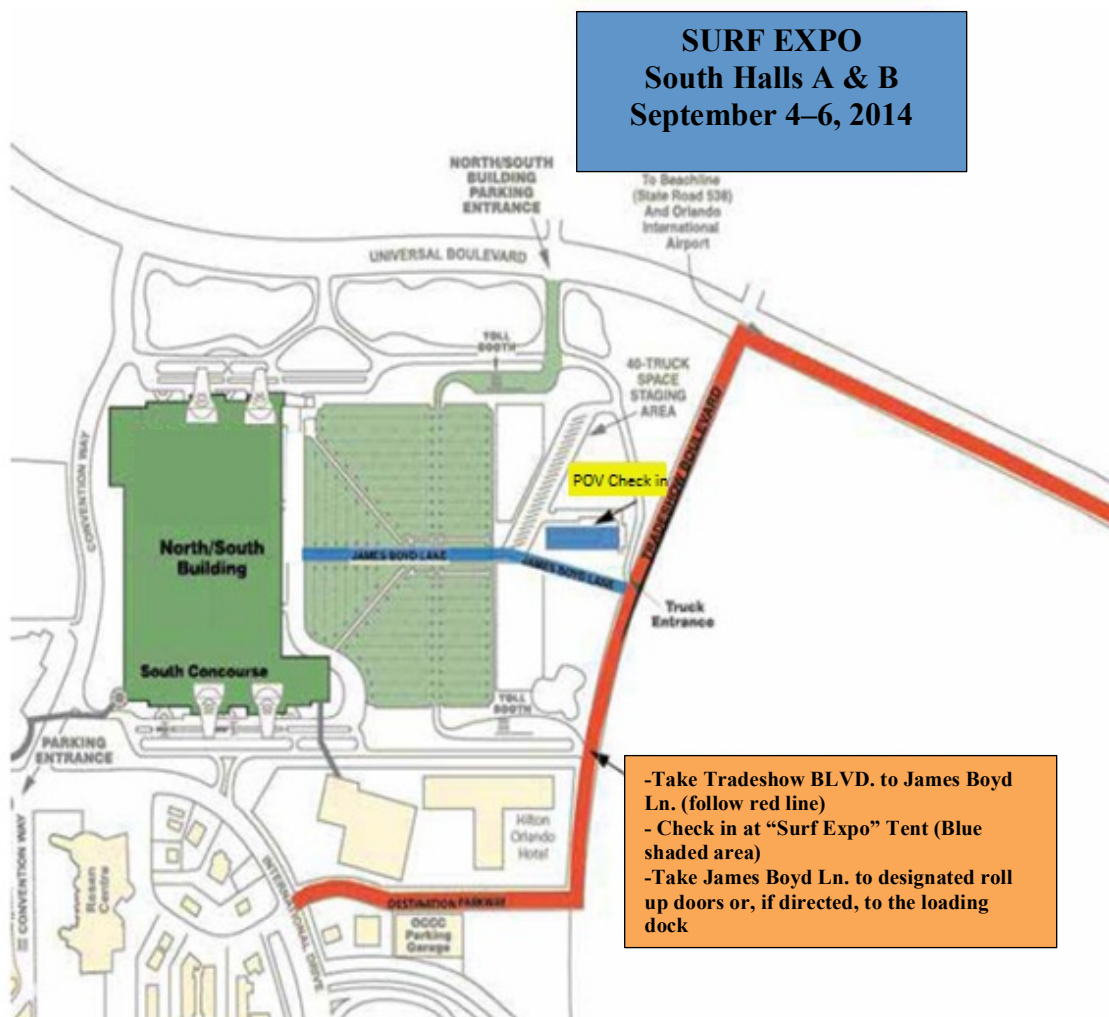 SURF EXPO
South Halls A & B
September 4–6, 2014
NORTH/SOUTH
BUILDING
PARKING
ENTRANCE
To Beachline
(State Road 538)
And Orlando
International
Airport
UNIVERSAL BOULEVARD
TOLL
BOOTH
40-TRUCK
SPACE
STAGING
AREA
CONVENTION WAY
POV Check in
TRADESHOW BOULEVARD
North/South
Building
JAMES BOYD LANE
JAMES BOYD LANE
Truck
Entrance
South Concourse
TOLL
BOOTH
PARKING
ENTRANCE
-Take Tradeshow BLVD. to James Boyd
Ln. (follow red line)
- Check in at “Surf Expo” Tent (Blue
shaded area)
-Take James Boyd Ln. to designated roll
up doors or, if directed, to the loading
dock
Hilton
Orlando
Hotel
CONVENTION WAY
Rosen
Centre
INTERNATIONAL DRIVE
DESTINATION PARKWAY
OCCC
Parking
Garage